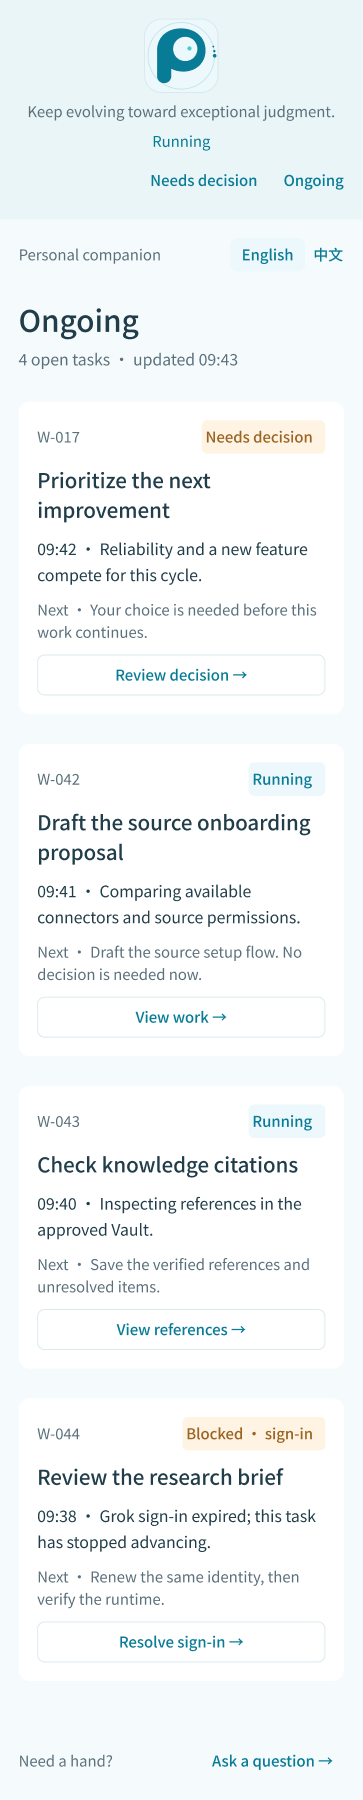 Keep evolving toward exceptional judgment.
Running
Needs decision Ongoing
Personal companion English 中文
Ongoing
4 open tasks • updated 09:43
W-017 Needs decision
Prioritize the next
improvement
09:42 • Reliability and a new feature
compete for this cycle.
Next • Your choice is needed before this
work continues.
Review decision →
W-042 Running
Draft the source onboarding
proposal
09:41 • Comparing available
connectors and source permissions.
Next • Draft the source setup flow. No
decision is needed now.
View work →
W-043 Running
Check knowledge citations
09:40 • Inspecting references in the
approved Vault.
Next • Save the verified references and
unresolved items.
View references →
W-044 Blocked • sign-in
Review the research brief
09:38 • Grok sign-in expired; this task
has stopped advancing.
Next • Renew the same identity, then
verify the runtime.
Resolve sign-in →
Need a hand? Ask a question →